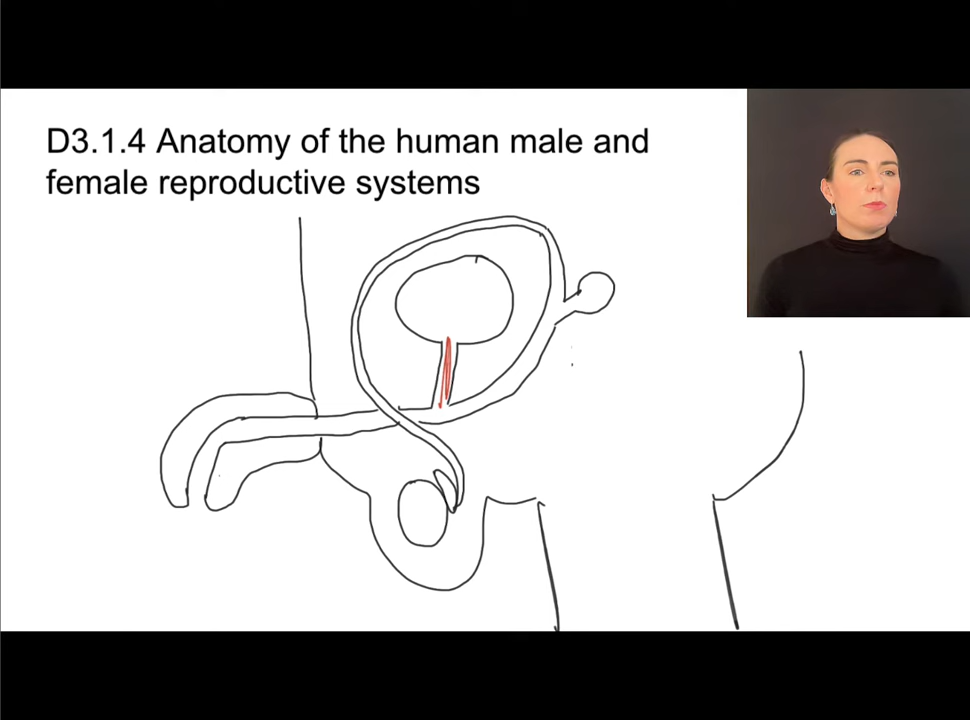 D3.1.4 Anatomy of the human male and
female reproductive systems